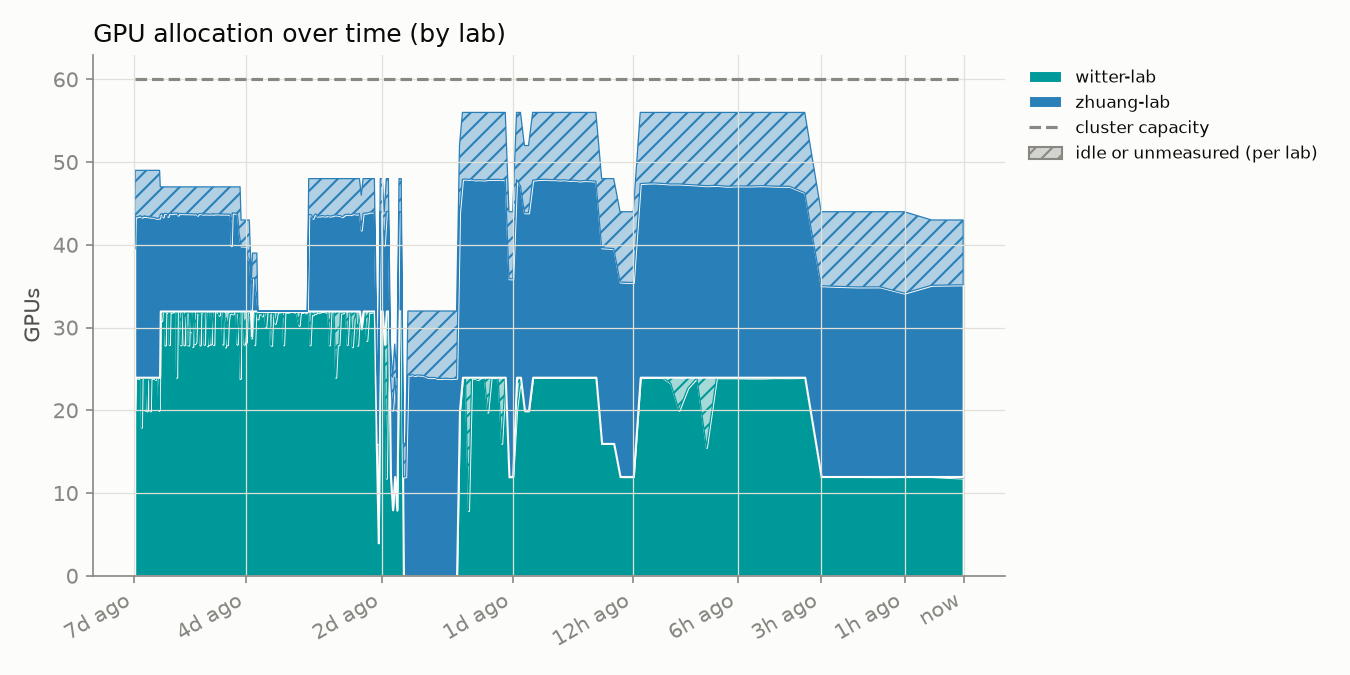 GPU allocation over time (by lab)
witter-lab
zhuang-lab
cluster capacity
idle or unmeasured (per lab)
GPUs
60
50
40
30
20
10
0
7d ago
4d ago
2d ago
1d ago
12h ago
6h ago
3h ago
1h ago
now